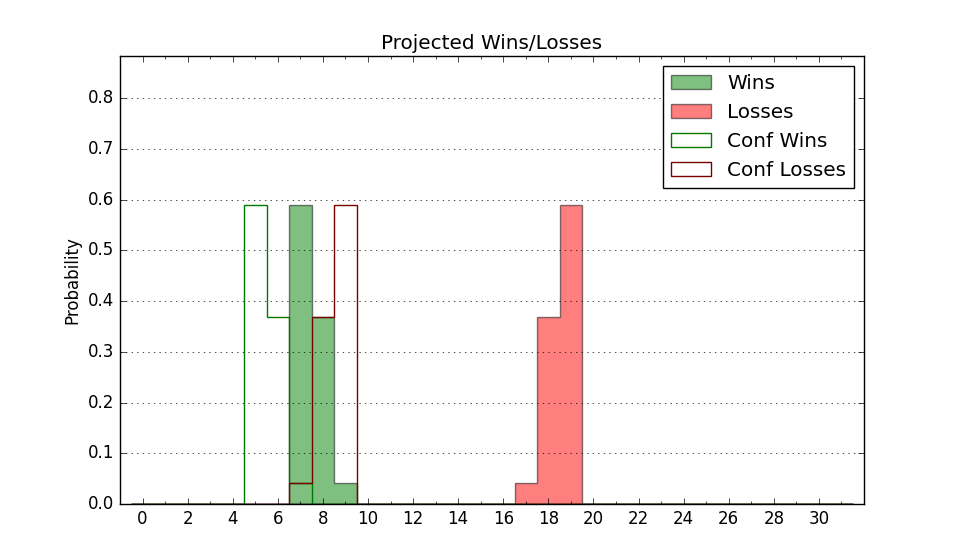 Projected Wins/Losses
Wins
Losses
Conf Wins
Conf Losses
Probability
0.8
0.7
0.6
0.5
0.4
0.3
0.2
0.1
0.0
0 2 4 6 8 10 12 14 16 18 20 22 24 26 28 30